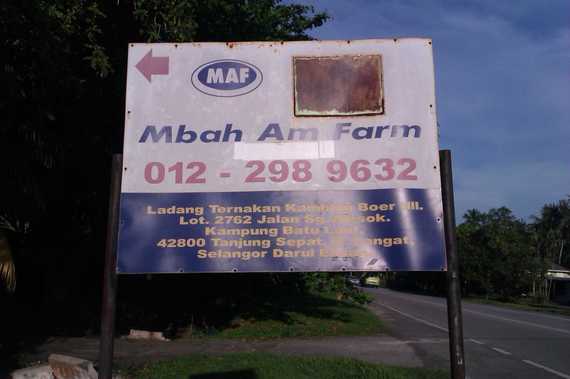 MAF
Mbah Am Farm
012 - 298 9632
Ladang Ternakan Kambing Boer
Lot. 2762 Jalan Sg.
Kampung Batu Laut,
42800 Tanjung Sepat, Langat,
Selangor Darul